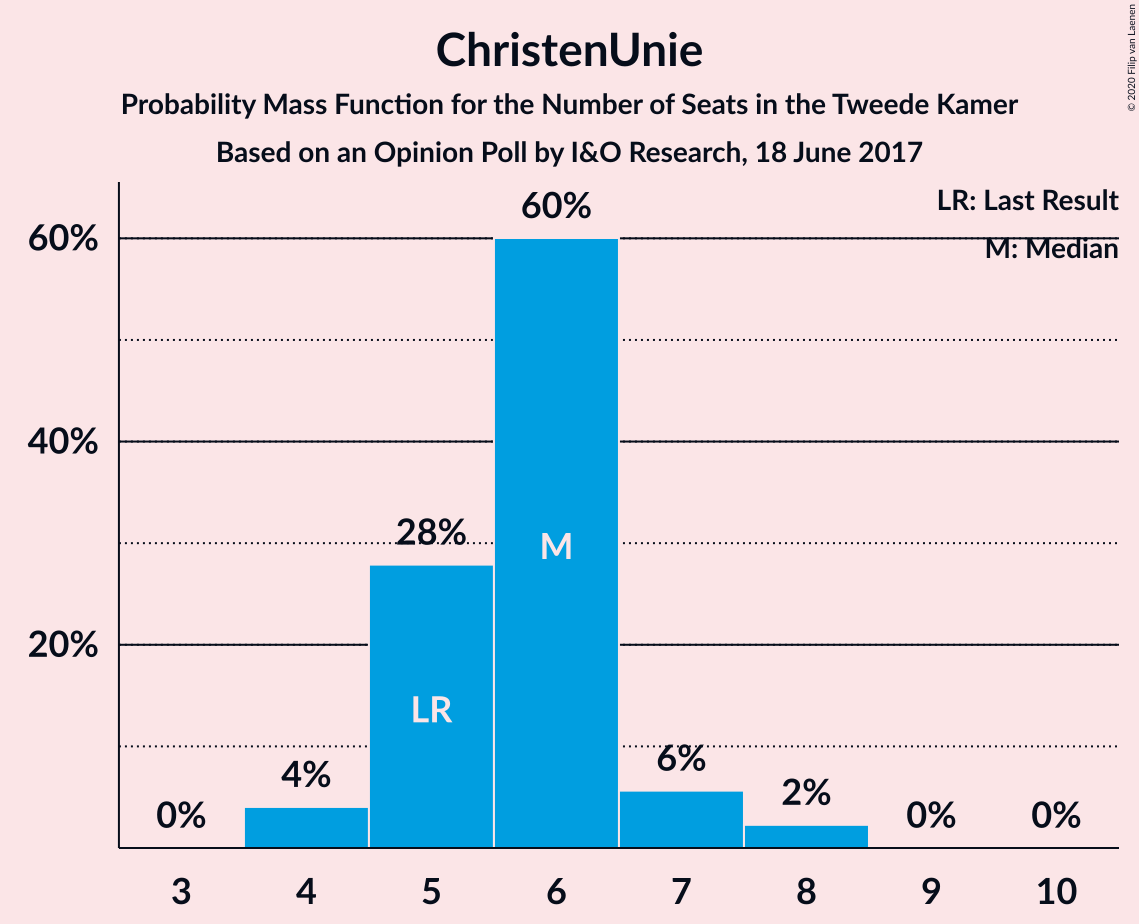 ChristenUnie
Probability Mass Function for the Number of Seats in the Tweede Kamer
Based on an Opinion Poll by I&O Research, 18 June 2017
© 2020 Filip van Laenen
LR: Last Result
M: Median
60%
40%
20%
0%
4%
28%
60%
6%
2%
0%
0%
LR
M
3 4 5 6 7 8 9 10